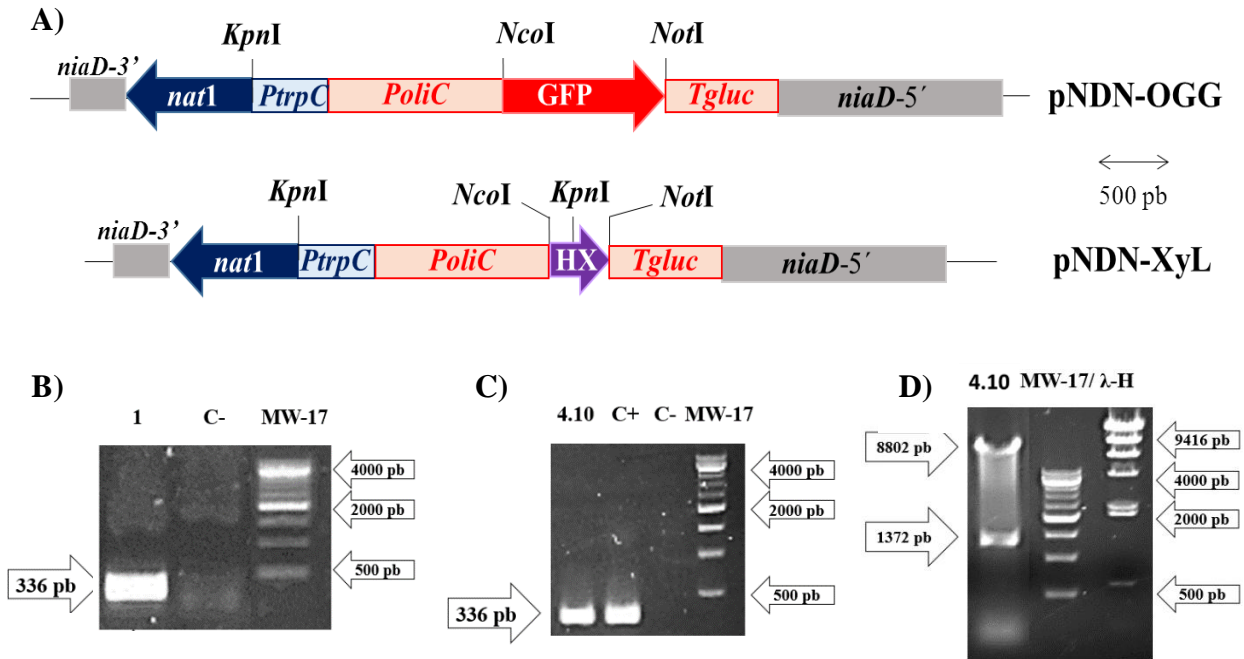 A)
KpnI NcoI NotI
niaD-3’ nat1 PtrpC PoliC GFP Tgluc niaD-5´ pNDN-OGG
500 pb
KpnI NcoI KpnI NotI
niaD-3’ nat1 PtrpC PoliC HX Tgluc niaD-5´ pNDN-XyL
B)
1 C- MW-17
4000 pb
2000 pb
500 pb
336 pb
C)
4.10 C+ C- MW-17
4000 pb
2000 pb
500 pb
336 pb
D)
4.10 MW-17/ λ-H
8802 pb
9416 pb
4000 pb
2000 pb
1372 pb
500 pb